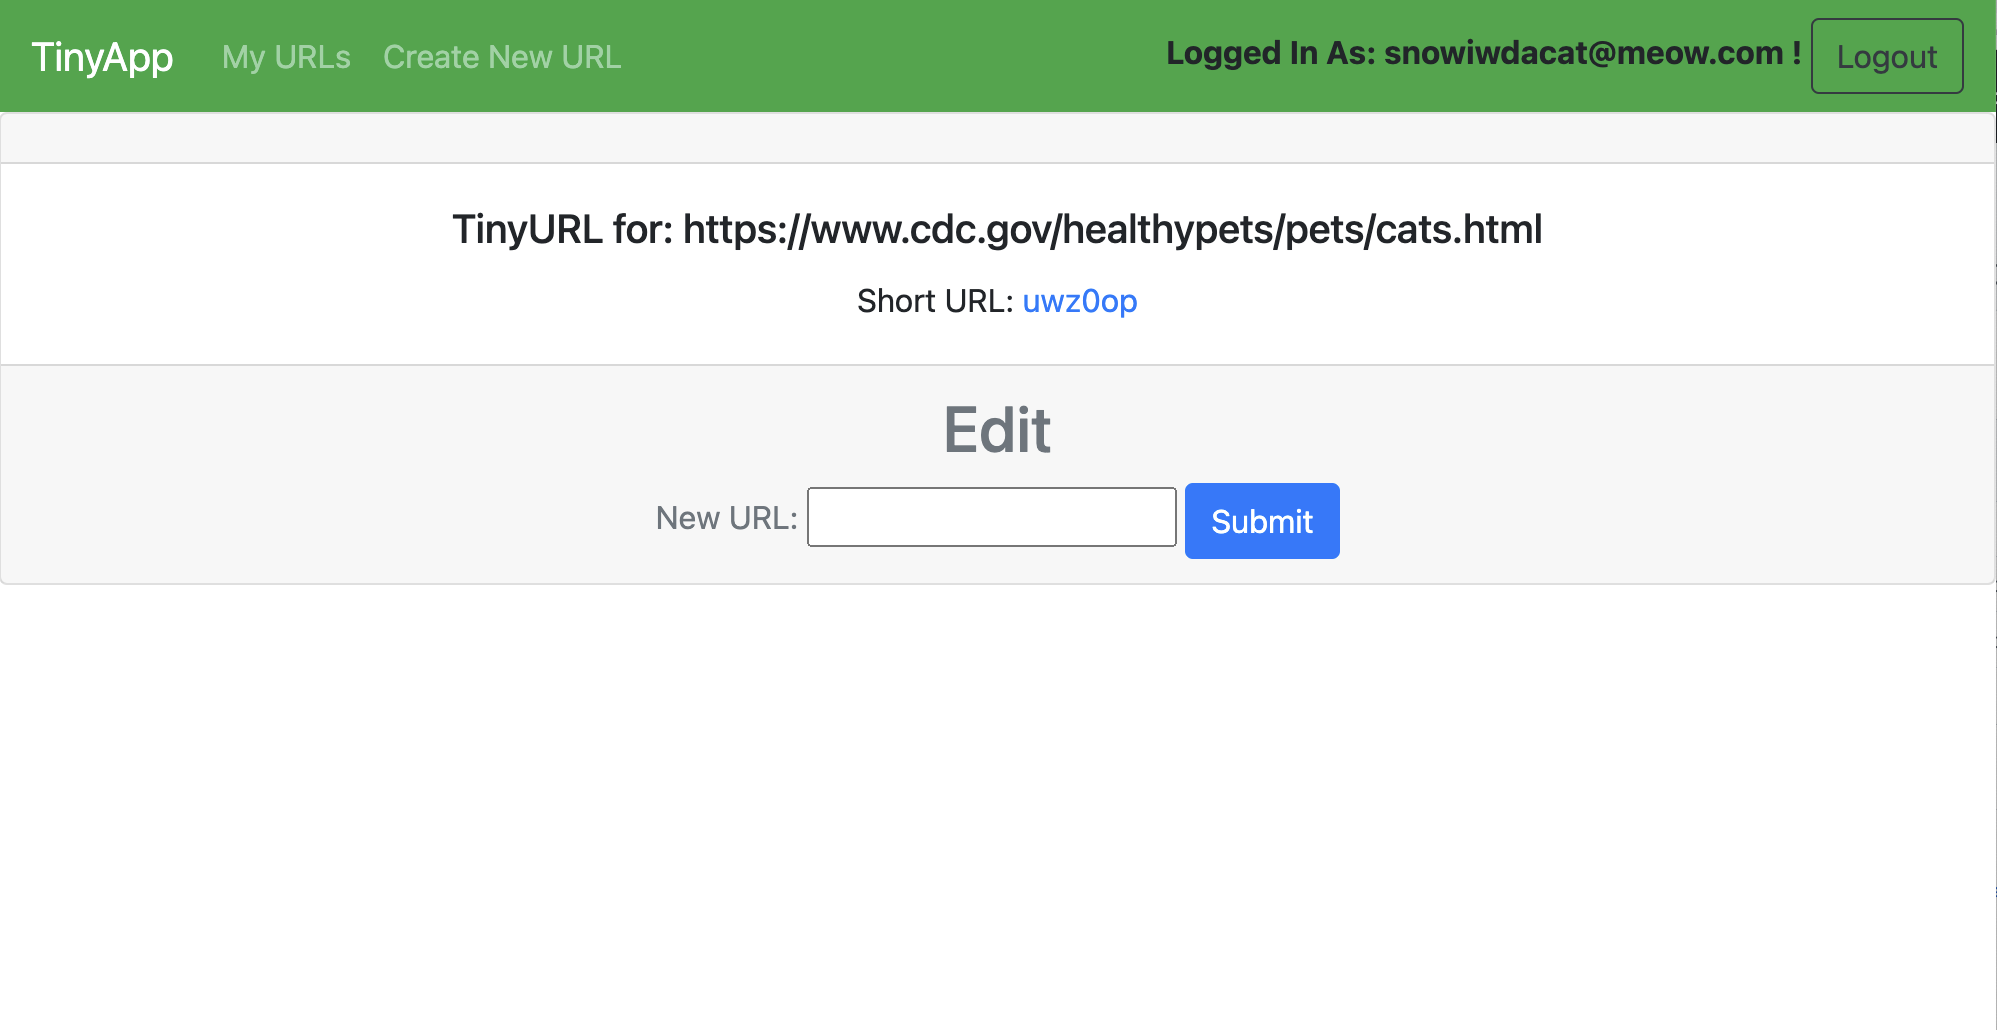 TinyApp My URLs Create New URL Logged In As: snowiwdacat@meow.com ! Logout
TinyURL for: https://www.cdc.gov/healthypets/pets/cats.html
Short URL: uwz0op
Edit
New URL: Submit